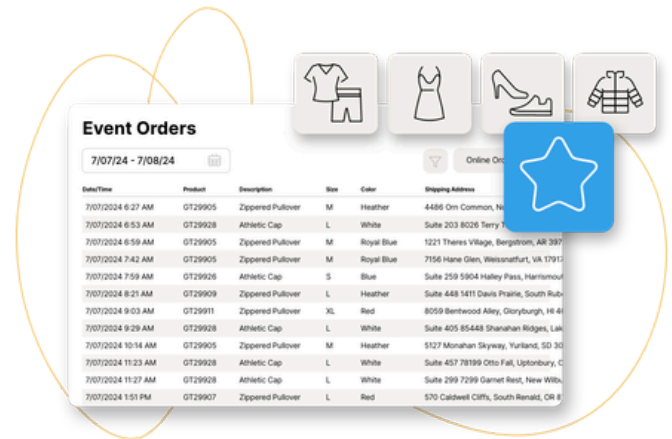 Event Orders
7/07/24 - 7/08/24
Online
Date/Time Product Description Size Color Shipping Address
7/07/2024 6:27 AM GT29905 Zippered Pullover M Heather 4486 Orn Common,
7/07/2024 6:53 AM GT29928 Athletic Cap L White Suite 203 8026 Terry
7/07/2024 6:59 AM GT29905 Zippered Pullover M Royal Blue 1221 Theres Village, Bergstrom, AR 397
7/07/2024 7:42 AM GT29905 Zippered Pullover M Royal Blue 7156 Hane Glen, Weissnatfurt, VA 1791
7/07/2024 7:59 AM GT29926 Athletic Cap S Blue Suite 259 5904 Halley Pass, Harrismou
7/07/2024 8:21 AM GT29909 Zippered Pullover L Heather Suite 448 1411 Davis Prairie, South Rub
7/07/2024 9:03 AM GT29911 Zippered Pullover XL Red 8059 Bentwood Alley, Gloryburgh, HI 4
7/07/2024 9:29 AM GT29928 Athletic Cap L White Suite 405 85448 Shanahan Ridges, Lak
7/07/2024 10:14 AM GT29905 Zippered Pullover M Heather 5127 Monahan Skyway, Yuriland, SD 30
7/07/2024 11:23 AM GT29928 Athletic Cap L White Suite 457 78199 Otto Fall, Uptonbury, C
7/07/2024 11:27 AM GT29928 Athletic Cap L White Suite 299 7299 Garnet Rest, New Wilb
7/07/2024 1:51 PM GT29907 Zippered Pullover L Red 570 Caldwell Cliffs, South Renald, OR 8